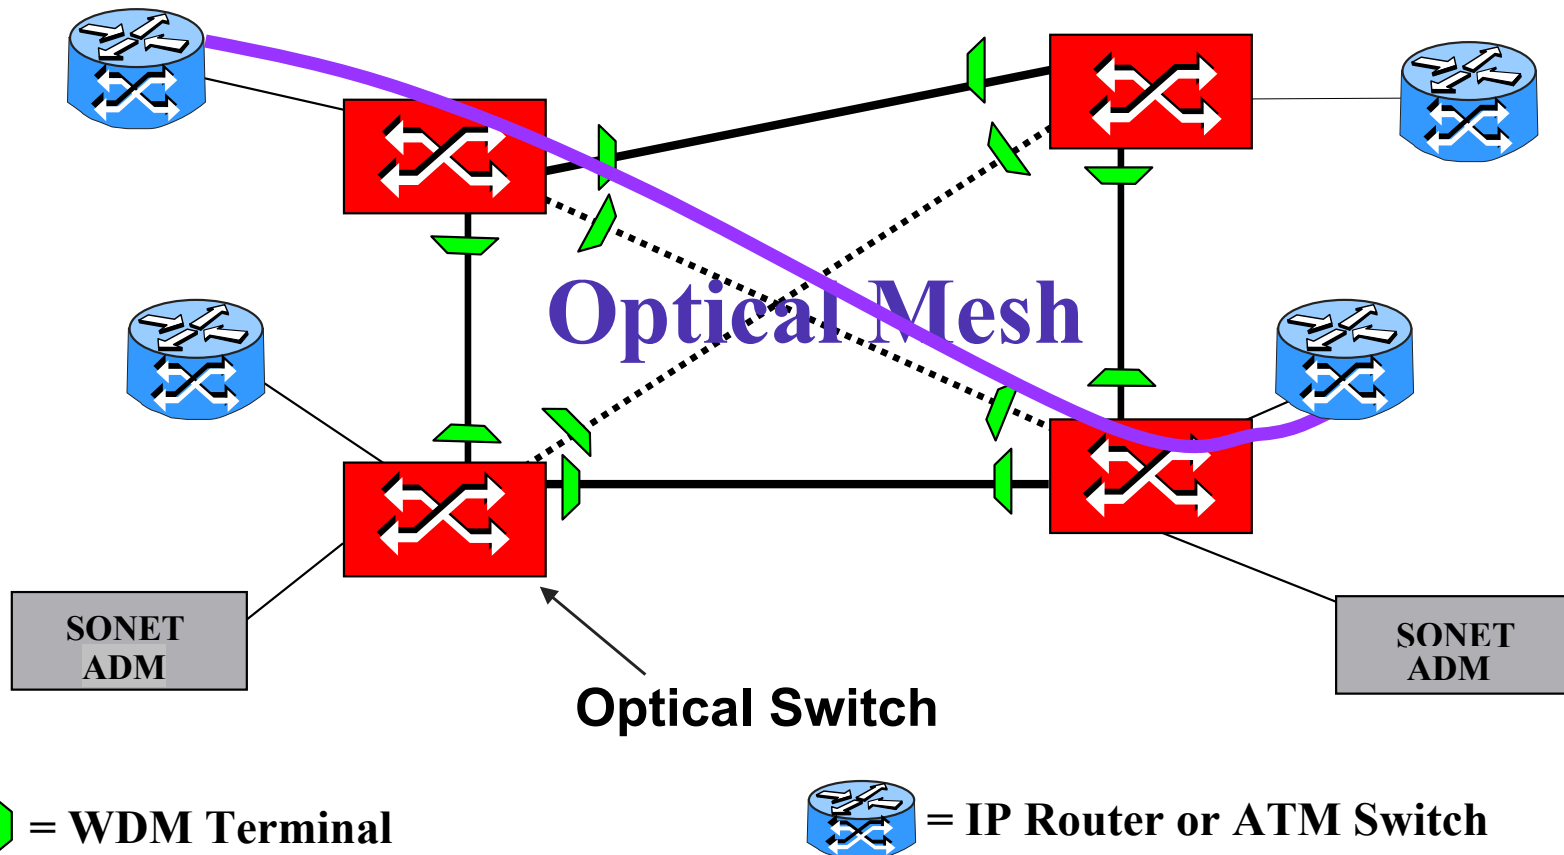 Optical Mesh
SONET
ADM
SONET
ADM
Optical Switch
= WDM Terminal
= IP Router or ATM Switch